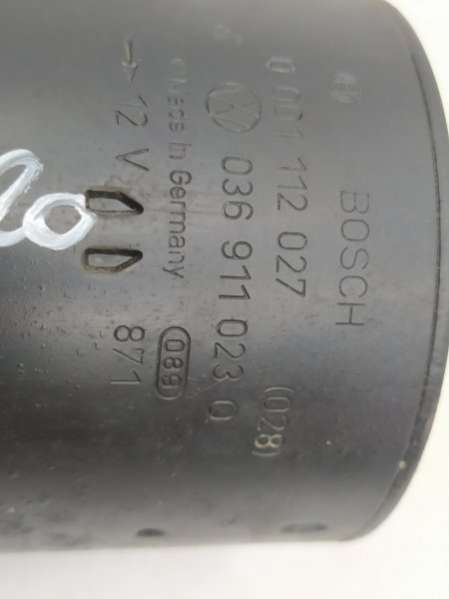 BOSCH
0 001 112 027 (028)
036 911 023 Q
Made in Germany (089)
→ 12 V 871